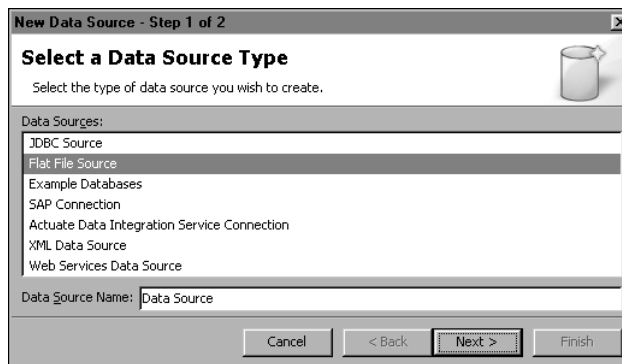 New Data Source - Step 1 of 2
Select a Data Source Type
Select the type of data source you wish to create.
Data Sources:
JDBC Source
Flat File Source
Example Databases
SAP Connection
Actuate Data Integration Service Connection
XML Data Source
Web Services Data Source
Data Source Name: Data Source
Cancel < Back Next > Finish